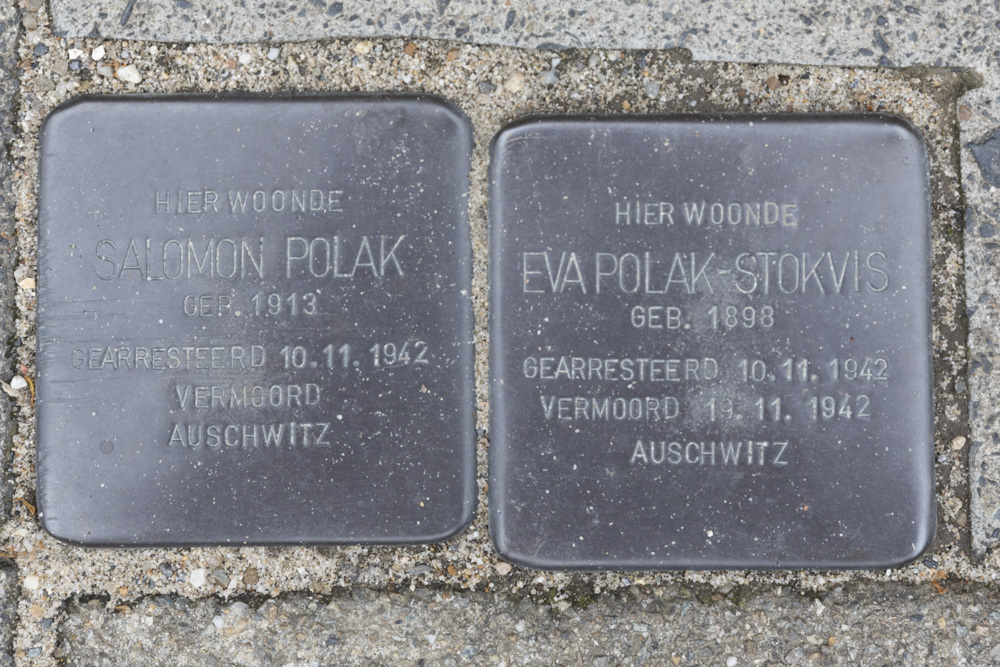 HIER WOONDE
SALOMON POLAK
GEB. 1913
GEARRESTEERD 10.11.1942
VERMOORD
AUSCHWITZ
HIER WOONDE
EVA POLAK-STOKVIS
GEB. 1898
GEARRESTEERD 10.11.1942
VERMOORD 19.11.1942
AUSCHWITZ